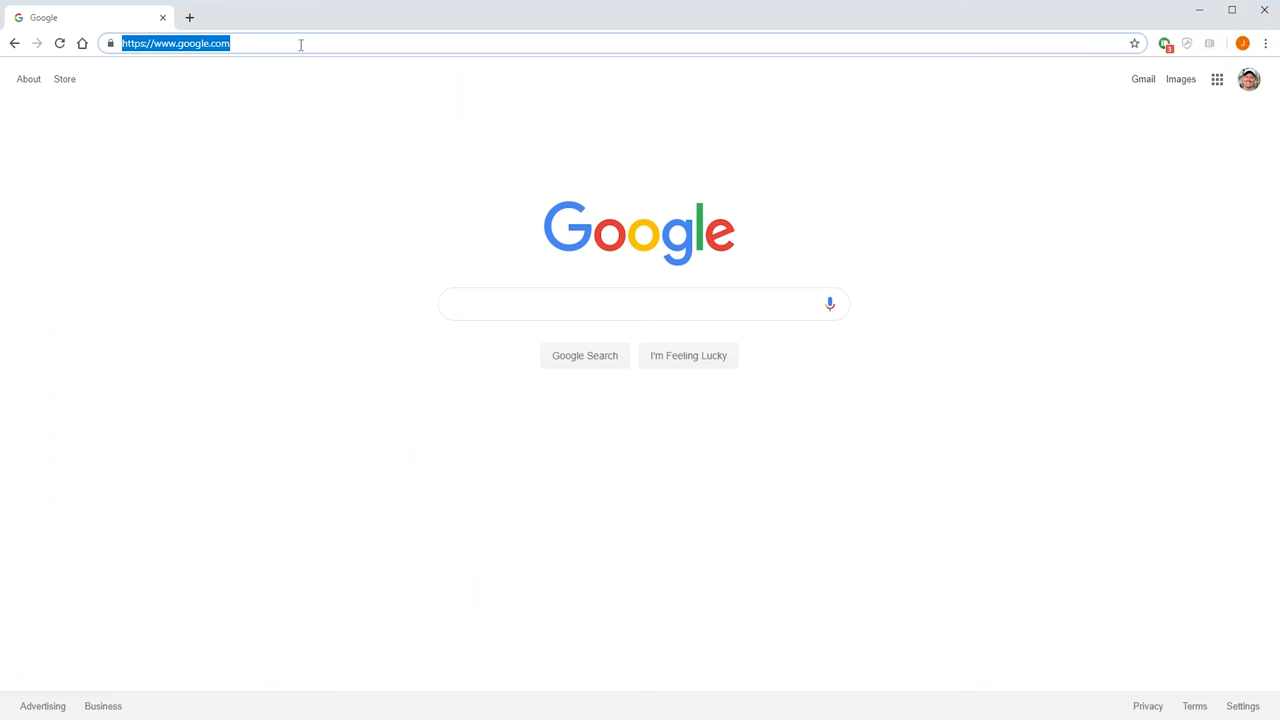 Google
https://www.google.com
3
J
About Store
Gmail Images
Google
Google Search I'm Feeling Lucky
Advertising Business
Privacy Terms Settings